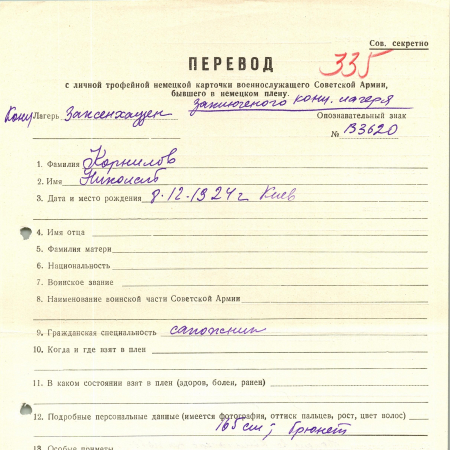 Сов. секретно
335
ПЕРЕВОД
с личной трофейной немецкой карточки военнослужащего Советской Армии,
бывшего в немецком плену.
Заключеного конц. лагеря
Конц Лагерь Заксенхаузен
Опознавательный знак
№ В3620
1. Фамилия Корнилов
2. Имя Николай
3. Дата и место рождения 8.12.1924 г Киев
4. Имя отца
5. Фамилия матери
6. Национальность
7. Воинское звание
8. Наименование воинской части Советской Армии
9. Гражданская специальность сапожник
10. Когда и где взят в плен
11. В каком состоянии взят в плен (здоров, болен, ранен)
12. Подробные персональные данные (имеется фотография, оттиск пальцев, рост, цвет волос)
165 см; брюнет
13. Особые приметы